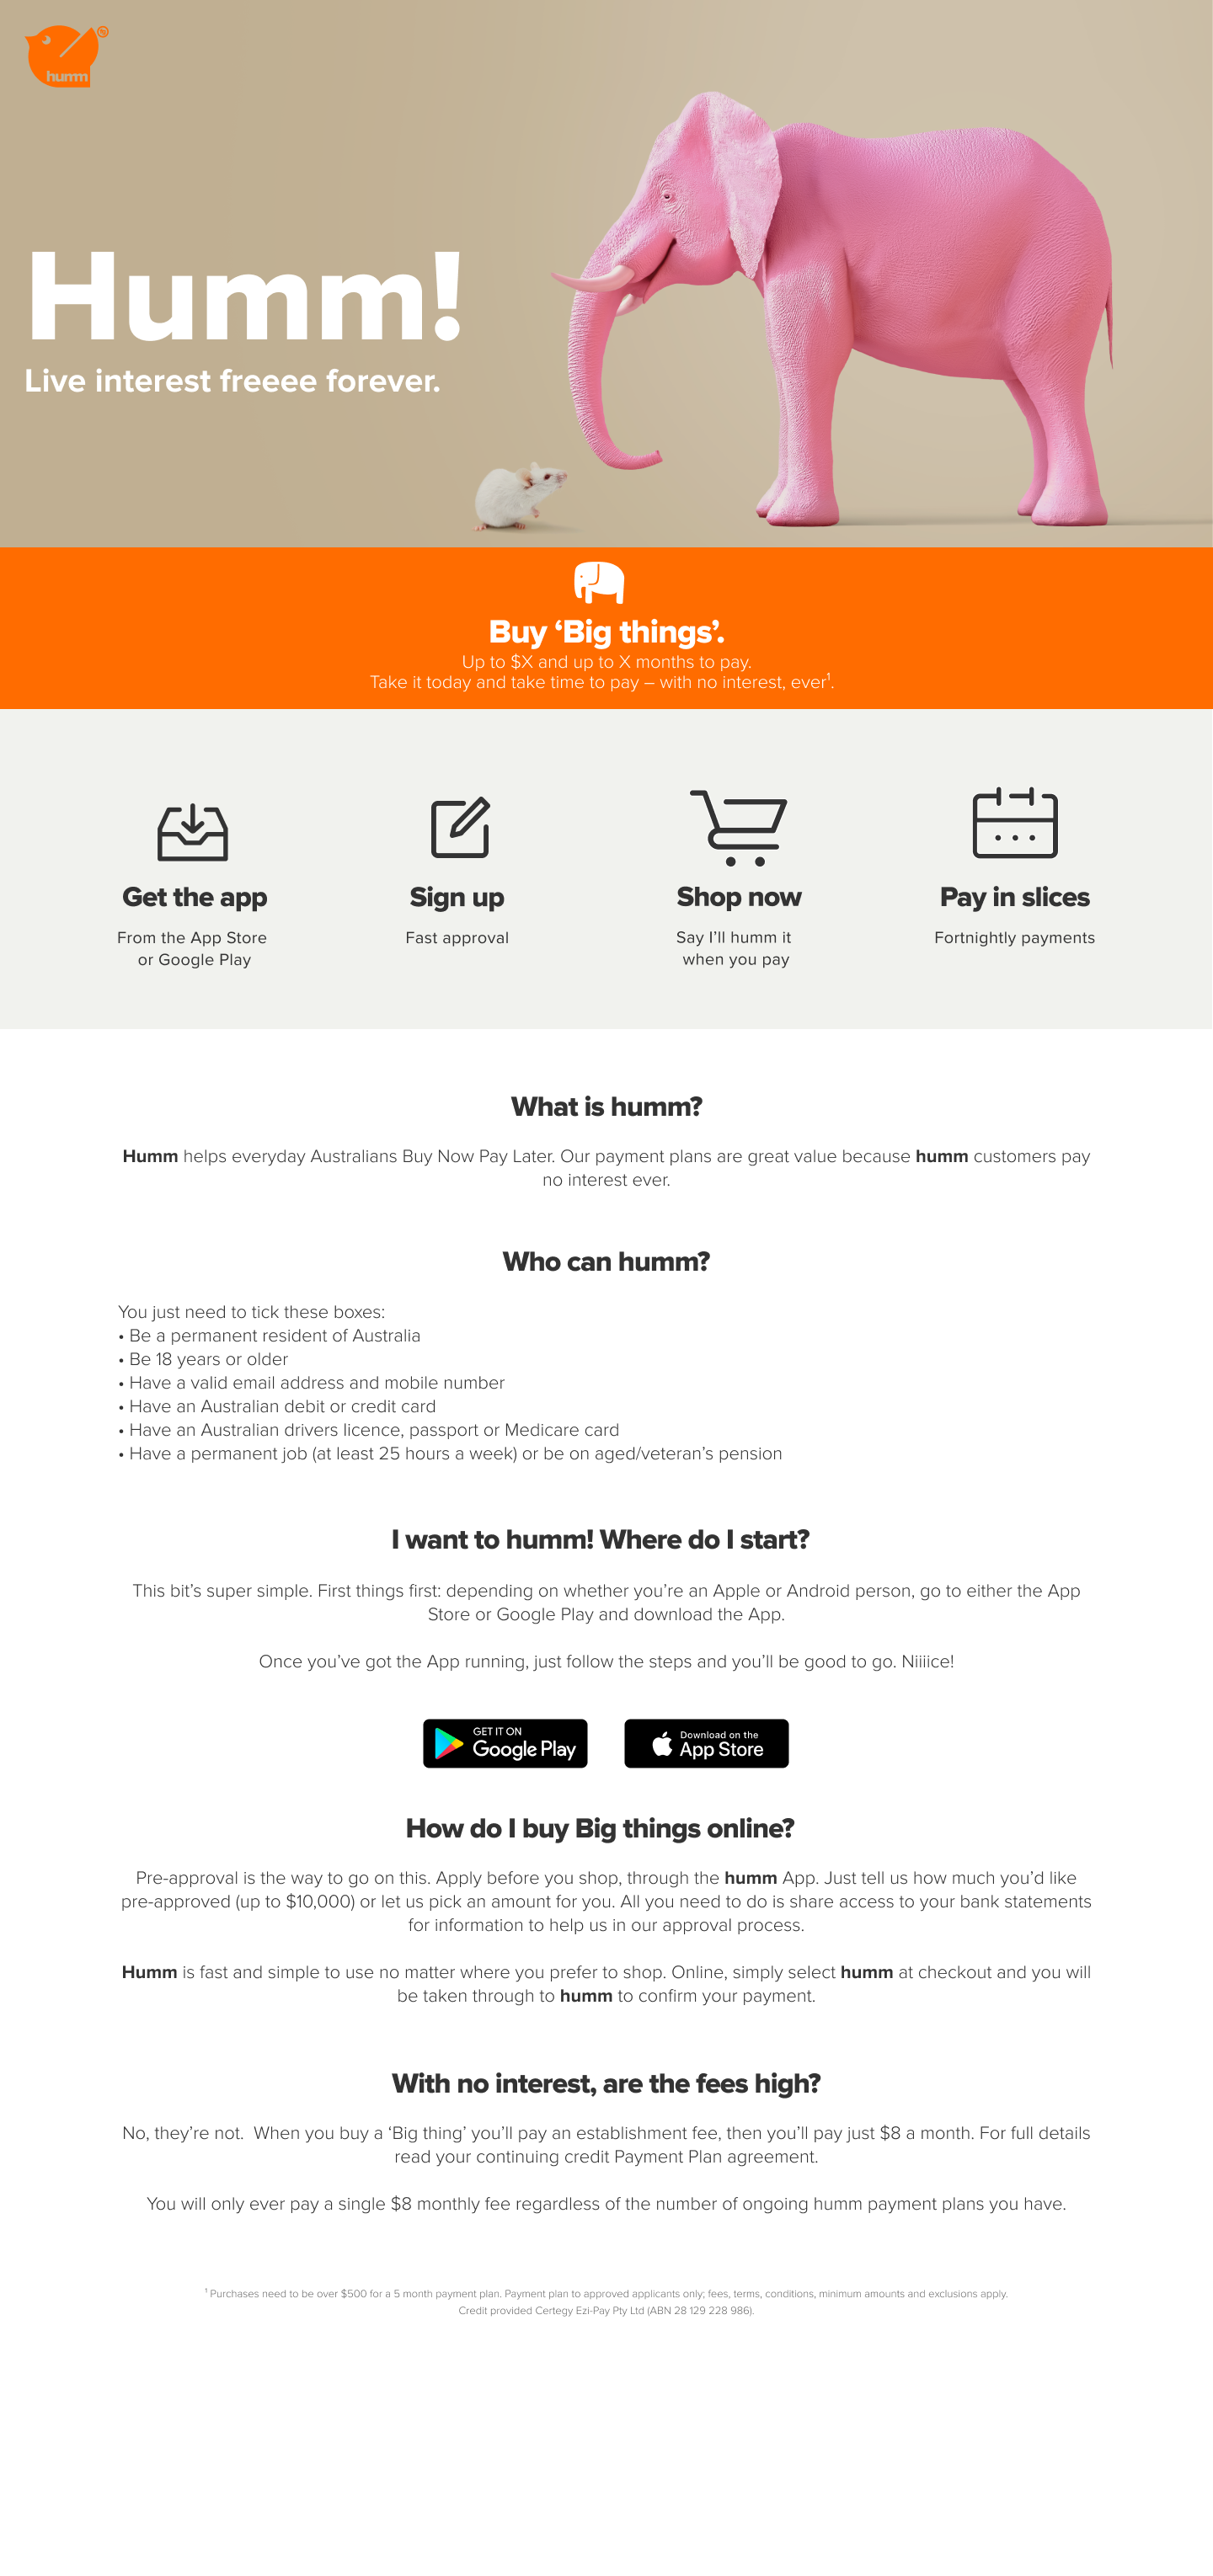 humm
Humm!
Live interest freeee forever.
Buy ‘Big things’.
Up to $X and up to X months to pay.
Take it today and take time to pay – with no interest, ever¹.
Get the app
From the App Store
or Google Play
Sign up
Fast approval
Shop now
Say I’ll humm it
when you pay
Pay in slices
Fortnightly payments
What is humm?
Humm helps everyday Australians Buy Now Pay Later. Our payment plans are great value because humm customers pay
no interest ever.
Who can humm?
You just need to tick these boxes:
• Be a permanent resident of Australia
• Be 18 years or older
• Have a valid email address and mobile number
• Have an Australian debit or credit card
• Have an Australian drivers licence, passport or Medicare card
• Have a permanent job (at least 25 hours a week) or be on aged/veteran’s pension
I want to humm! Where do I start?
This bit’s super simple. First things first: depending on whether you’re an Apple or Android person, go to either the App
Store or Google Play and download the App.
Once you’ve got the App running, just follow the steps and you’ll be good to go. Niiiice!
GET IT ON
Google Play
Download on the
App Store
How do I buy Big things online?
Pre-approval is the way to go on this. Apply before you shop, through the humm App. Just tell us how much you’d like
pre-approved (up to $10,000) or let us pick an amount for you. All you need to do is share access to your bank statements
for information to help us in our approval process.
Humm is fast and simple to use no matter where you prefer to shop. Online, simply select humm at checkout and you will
be taken through to humm to confirm your payment.
With no interest, are the fees high?
No, they’re not. When you buy a ‘Big thing’ you’ll pay an establishment fee, then you’ll pay just $8 a month. For full details
read your continuing credit Payment Plan agreement.
You will only ever pay a single $8 monthly fee regardless of the number of ongoing humm payment plans you have.
¹ Purchases need to be over $500 for a 5 month payment plan. Payment plan to approved applicants only; fees, terms, conditions, minimum amounts and exclusions apply.
Credit provided Certegy Ezi-Pay Pty Ltd (ABN 28 129 228 986).